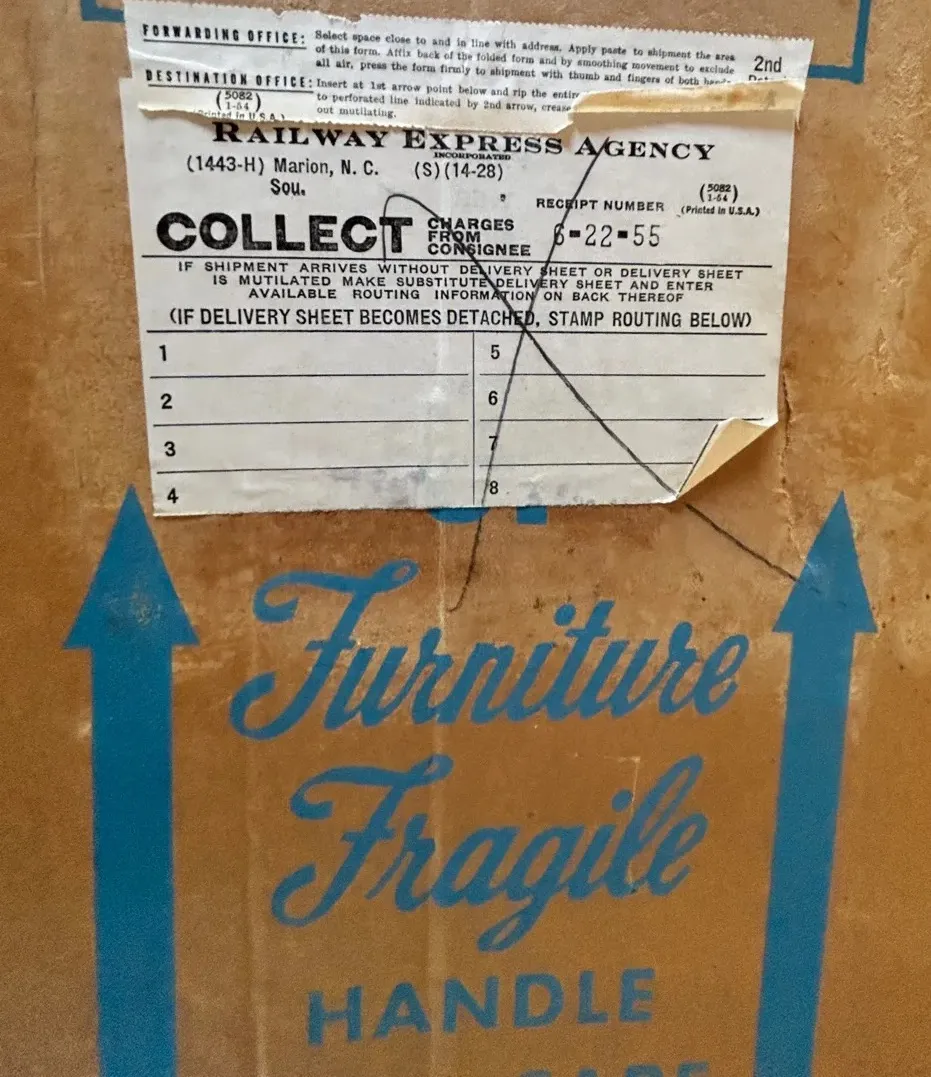 FORWARDING OFFICE: Select space close to and in line with address. Apply paste to shipment the area
of this form. Affix back of the folded form and by smoothing movement to exclude
all air, press the form firmly to shipment with thumb and fingers of both
2nd
DESTINATION OFFICE: Insert at 1st arrow point below and rip the entire
to perforated line indicated by 2nd arrow, crease
out mutilating.
(5082
1-54)
Printed in U.S.A.)
RAILWAY EXPRESS AGENCY
INCORPORATED
(1443-H) Marion, N. C. (S)(14-28)
Sou.
RECEIPT NUMBER
(5082
1-54)
(Printed in U.S.A.)
COLLECT
CHARGES
FROM
CONSIGNEE
6-22-55
IF SHIPMENT ARRIVES WITHOUT DELIVERY SHEET OR DELIVERY SHEET
IS MUTILATED MAKE SUBSTITUTE DELIVERY SHEET AND ENTER
AVAILABLE ROUTING INFORMATION ON BACK THEREOF
(IF DELIVERY SHEET BECOMES DETACHED, STAMP ROUTING BELOW)
1
2
3
4
5
6
7
8
Furniture
Fragile
HANDLE